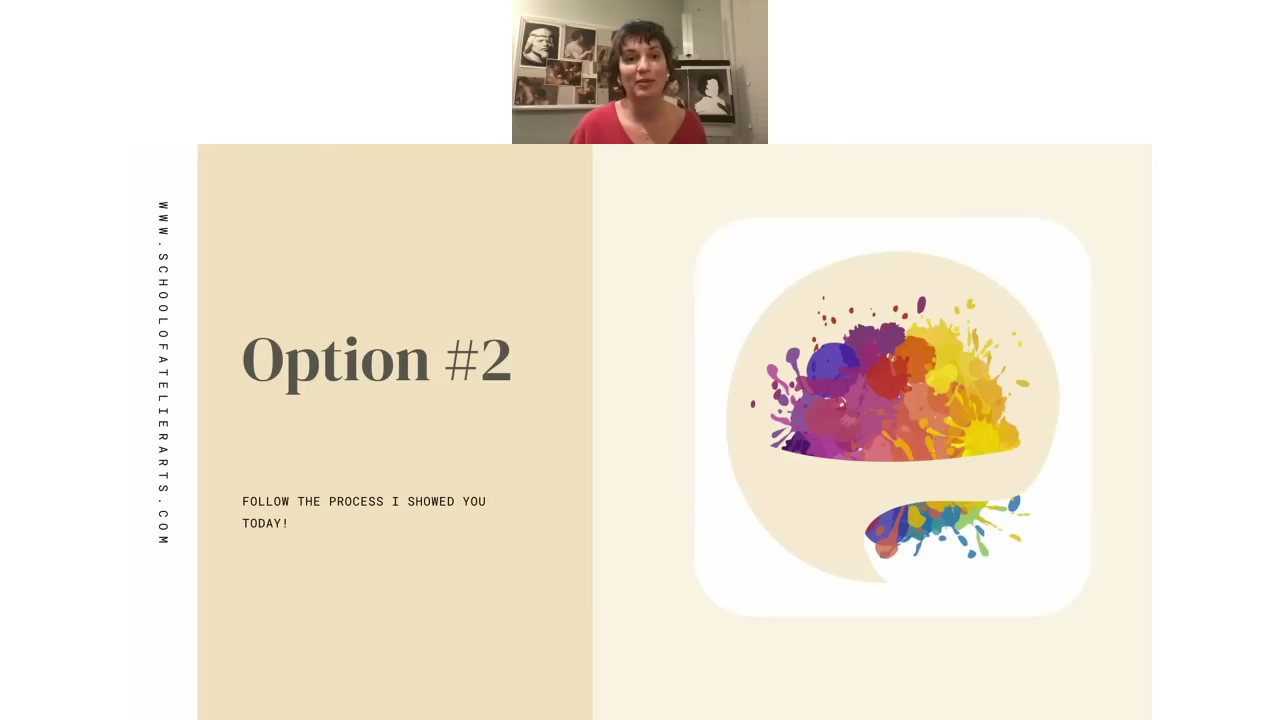 WWW.SCHOOLOFATELIERARTS.COM
Option #2
FOLLOW THE PROCESS I SHOWED YOU
TODAY!